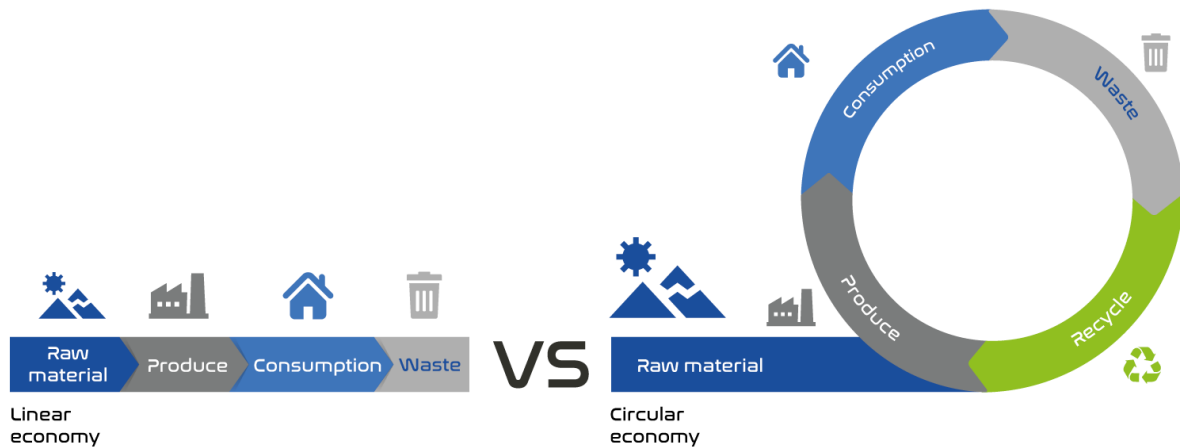 Raw
material
Produce
Consumption
Waste
Linear
economy
VS
Consumption
Waste
Produce
Recycle
Raw material
Circular
economy